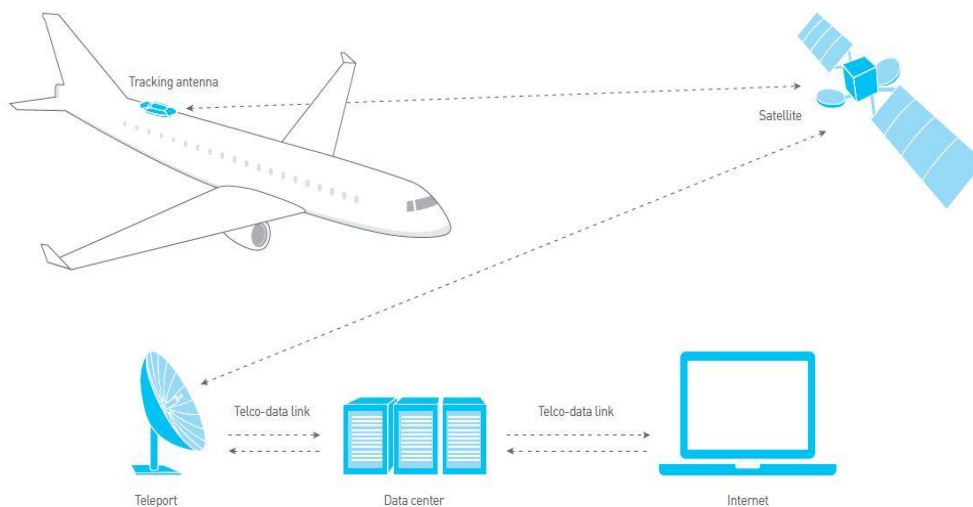 Tracking antenna
Satellite
Telco-data link
Telco-data link
Teleport
Data center
Internet